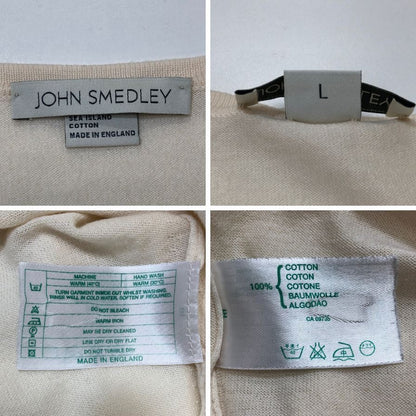 JOHN SMEDLEY
SEA ISLAND
COTTON
MADE IN ENGLAND
L
MACHINE HAND WASH
WARM (40°C) WARM (30°C)
TURN GARMENT INSIDE OUT WHILST WASHING.
RINSE WELL IN COLD WATER. SOFTEN IF REQUIRED.
DO NOT BLEACH
WARM IRON
MAY BE DRY CLEANED
LINE DRY OR DRY FLAT
DO NOT TUMBLE DRY
MADE IN ENGLAND
100%
COTTON
COTON
COTONE
BAUMWOLLE
ALGODÃO